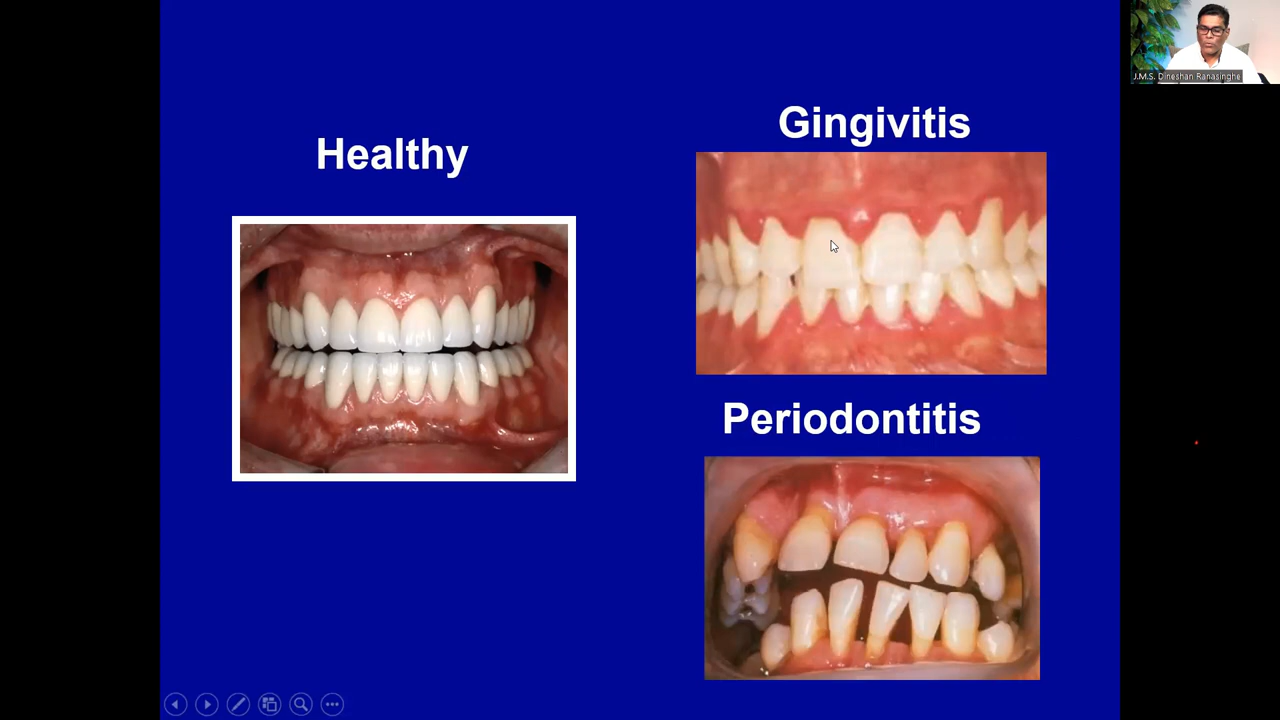 Healthy
Gingivitis
Periodontitis
J.M.S. Dineshan Ranasinghe